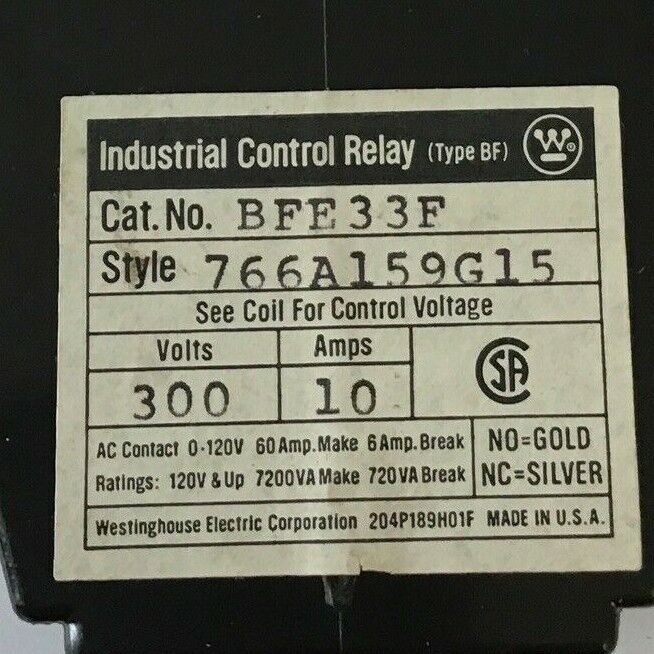 Industrial Control Relay (Type BF) W ®
Cat. No. BFE33F
Style 766A159G15
See Coil For Control Voltage
Volts Amps
300 10
CSA
AC Contact 0-120V 60 Amp. Make 6 Amp. Break
Ratings: 120V & Up 7200VA Make 720VA Break
NO=GOLD
NC=SILVER
Westinghouse Electric Corporation 204P189H01F MADE IN U.S.A.